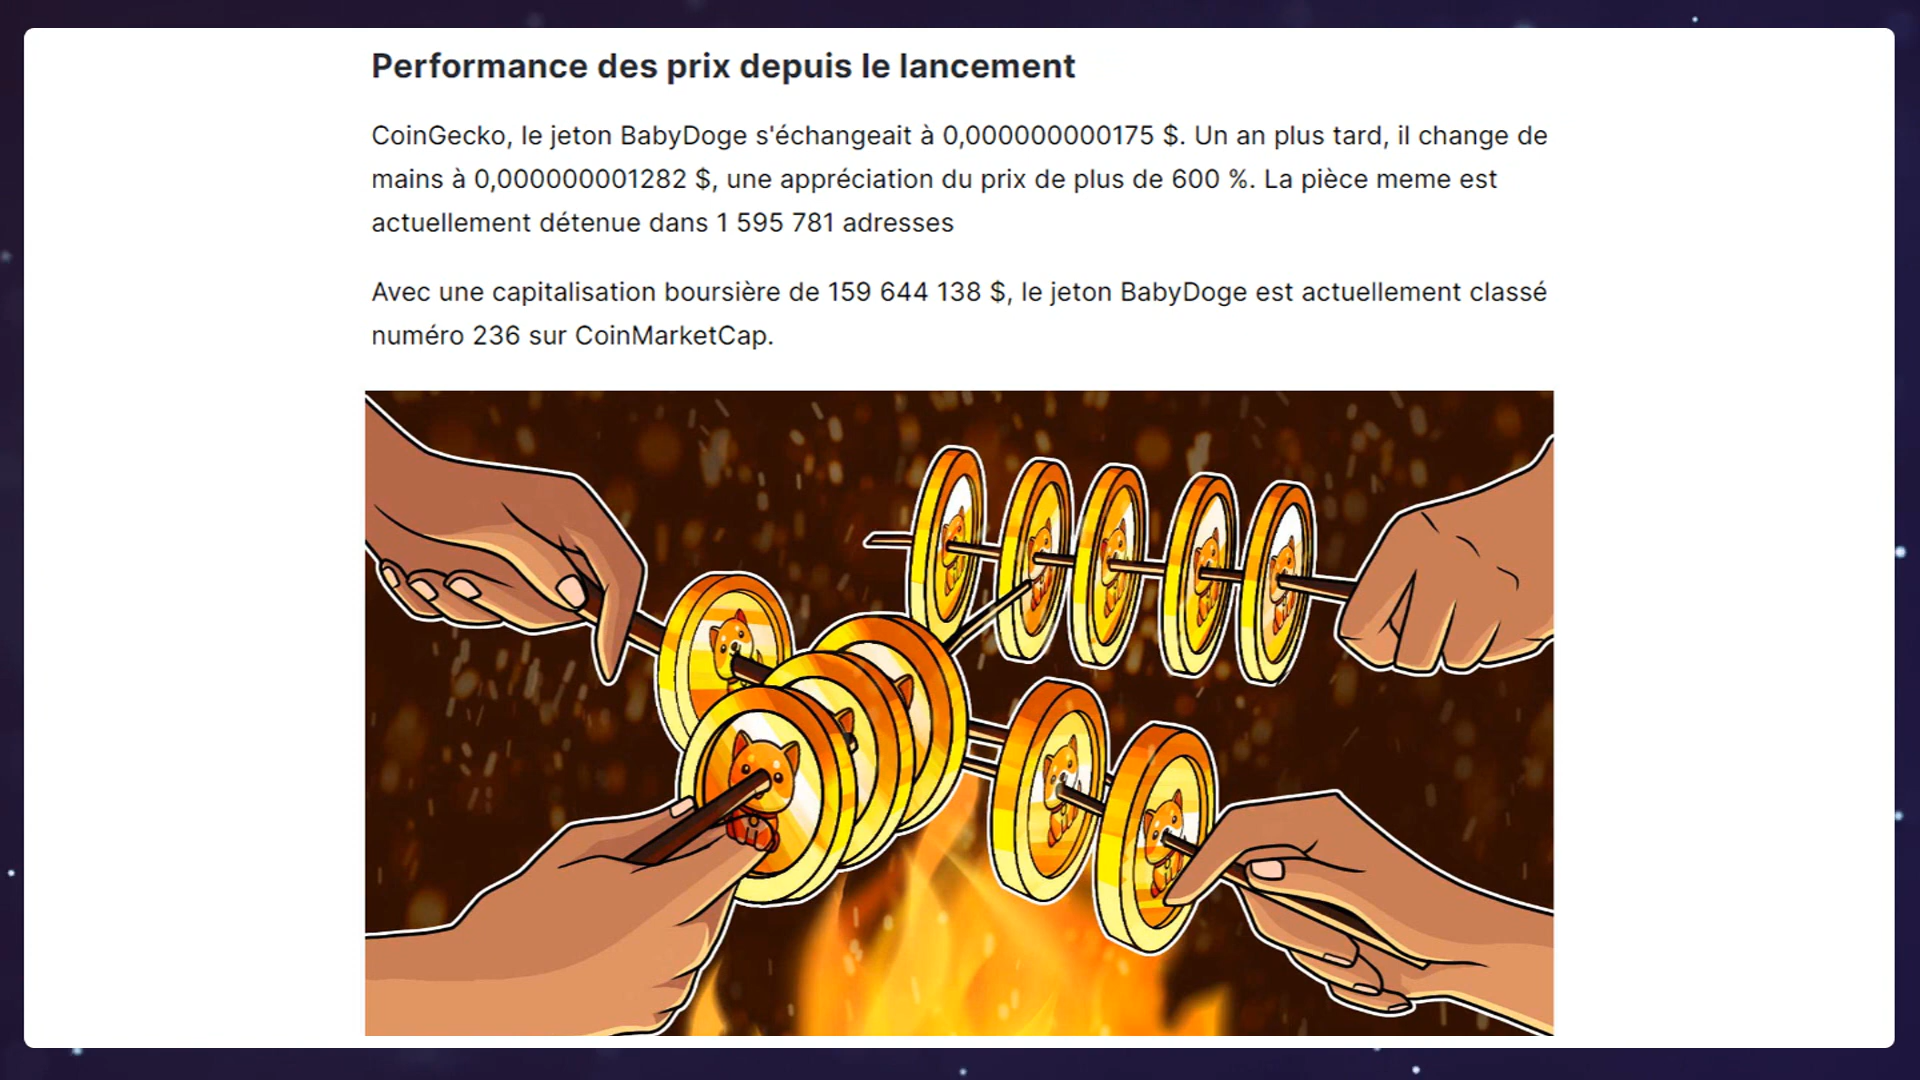 Performance des prix depuis le lancement
CoinGecko, le jeton BabyDoge s'échangeait à 0,000000000175 $. Un an plus tard, il change de
mains à 0,000000001282 $, une appréciation du prix de plus de 600 %. La pièce meme est
actuellement détenue dans 1 595 781 adresses
Avec une capitalisation boursière de 159 644 138 $, le jeton BabyDoge est actuellement classé
numéro 236 sur CoinMarketCap.